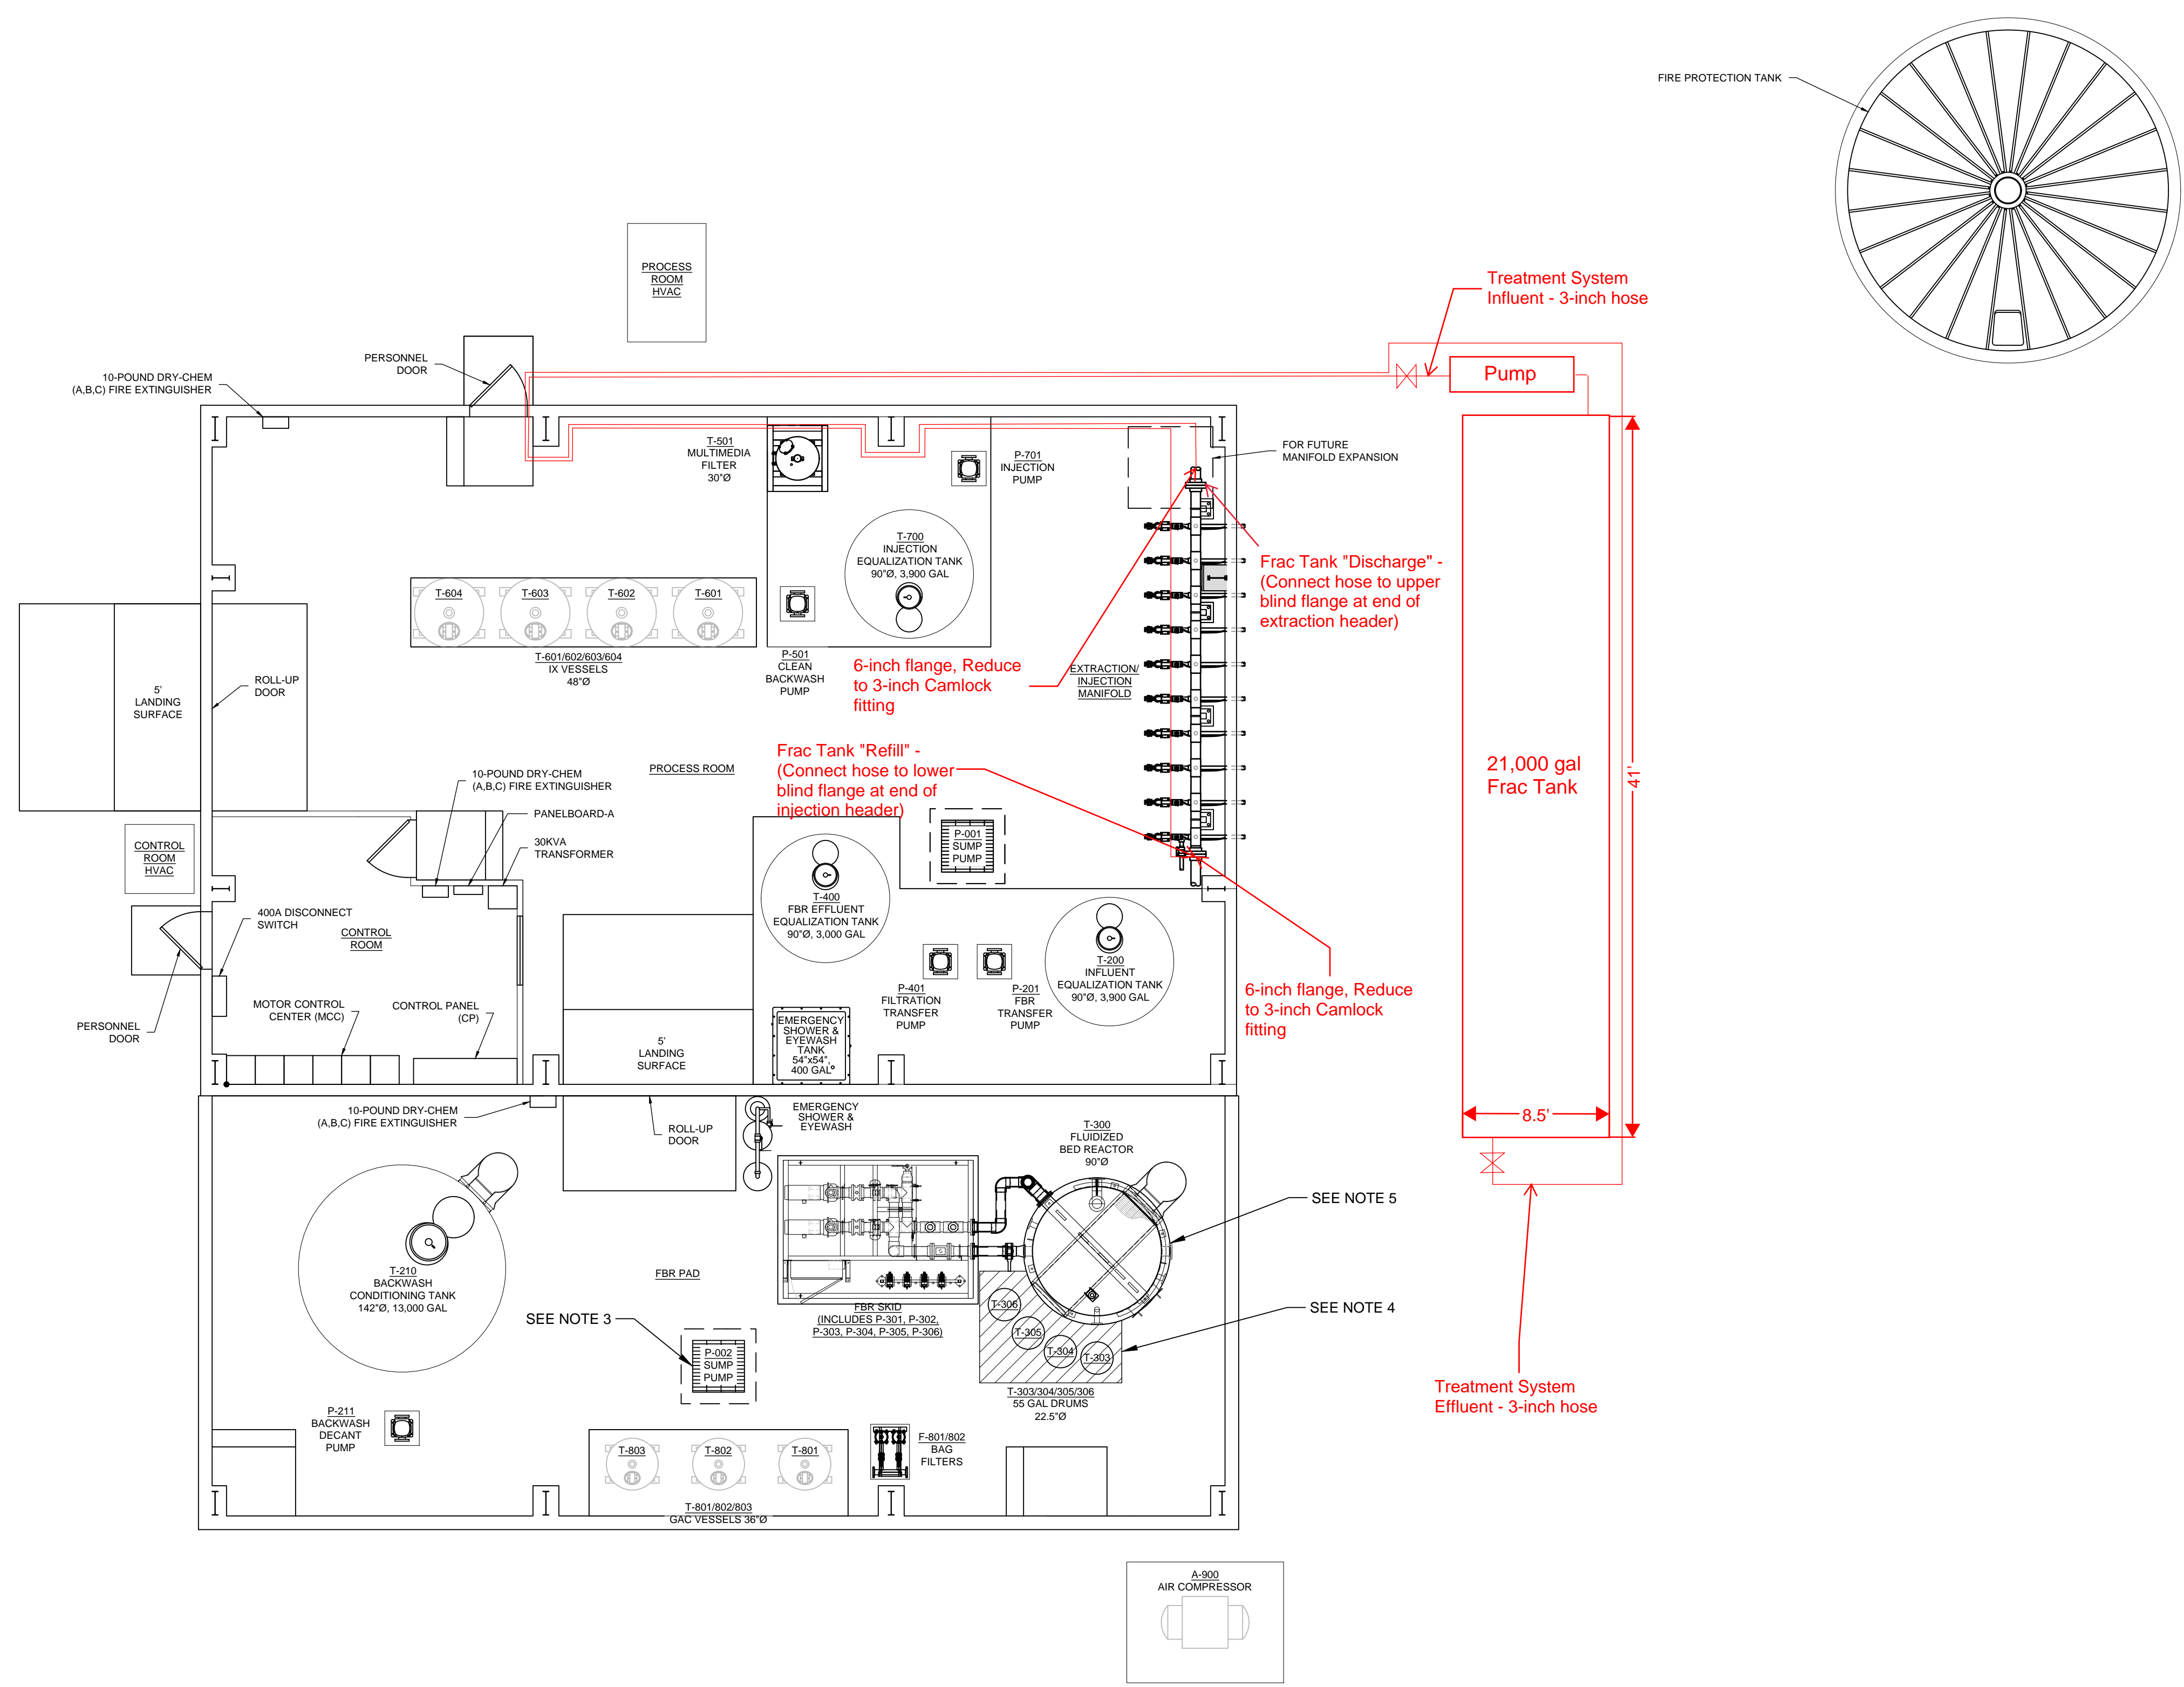 FIRE PROTECTION TANK
PROCESS
ROOM
HVAC
Treatment System
Influent - 3-inch hose
PERSONNEL
DOOR
10-POUND DRY-CHEM
(A,B,C) FIRE EXTINGUISHER
Pump
T-501
MULTIMEDIA
FILTER
30"Ø
P-701
INJECTION
PUMP
FOR FUTURE
MANIFOLD EXPANSION
T-700
INJECTION
EQUALIZATION TANK
90"Ø, 3,900 GAL
Frac Tank "Discharge" -
(Connect hose to upper
blind flange at end of
extraction header)
T-604
T-603
T-602
T-601
T-601/602/603/604
IX VESSELS
48"Ø
P-501
CLEAN
BACKWASH
PUMP
6-inch flange, Reduce
to 3-inch Camlock
fitting
EXTRACTION/
INJECTION
MANIFOLD
5'
LANDING
SURFACE
ROLL-UP
DOOR
Frac Tank "Refill" -
(Connect hose to lower
blind flange at end of
injection header)
PROCESS ROOM
10-POUND DRY-CHEM
(A,B,C) FIRE EXTINGUISHER
PANELBOARD-A
30KVA
TRANSFORMER
21,000 gal
Frac Tank
41'
CONTROL
ROOM
HVAC
P-001
SUMP
PUMP
T-400
FBR EFFLUENT
EQUALIZATION TANK
90"Ø, 3,000 GAL
400A DISCONNECT
SWITCH
CONTROL
ROOM
T-200
INFLUENT
EQUALIZATION TANK
90"Ø, 3,900 GAL
P-401
FILTRATION
TRANSFER
PUMP
P-201
FBR
TRANSFER
PUMP
6-inch flange, Reduce
to 3-inch Camlock
fitting
MOTOR CONTROL
CENTER (MCC)
CONTROL PANEL
(CP)
PERSONNEL
DOOR
5'
LANDING
SURFACE
EMERGENCY
SHOWER &
EYEWASH
TANK
54"x54",
400 GAL
8.5'
10-POUND DRY-CHEM
(A,B,C) FIRE EXTINGUISHER
ROLL-UP
DOOR
EMERGENCY
SHOWER &
EYEWASH
T-300
FLUIDIZED
BED REACTOR
90"Ø
SEE NOTE 5
T-210
BACKWASH
CONDITIONING TANK
142"Ø, 13,000 GAL
FBR PAD
FBR SKID
(INCLUDES P-301, P-302,
P-303, P-304, P-305, P-306)
SEE NOTE 3
SEE NOTE 4
T-306
T-305
T-304
T-303
P-002
SUMP
PUMP
T-303/304/305/306
55 GAL DRUMS
22.5"Ø
Treatment System
Effluent - 3-inch hose
P-211
BACKWASH
DECANT
PUMP
T-803
T-802
T-801
F-801/802
BAG
FILTERS
T-801/802/803
GAC VESSELS 36"Ø
A-900
AIR COMPRESSOR